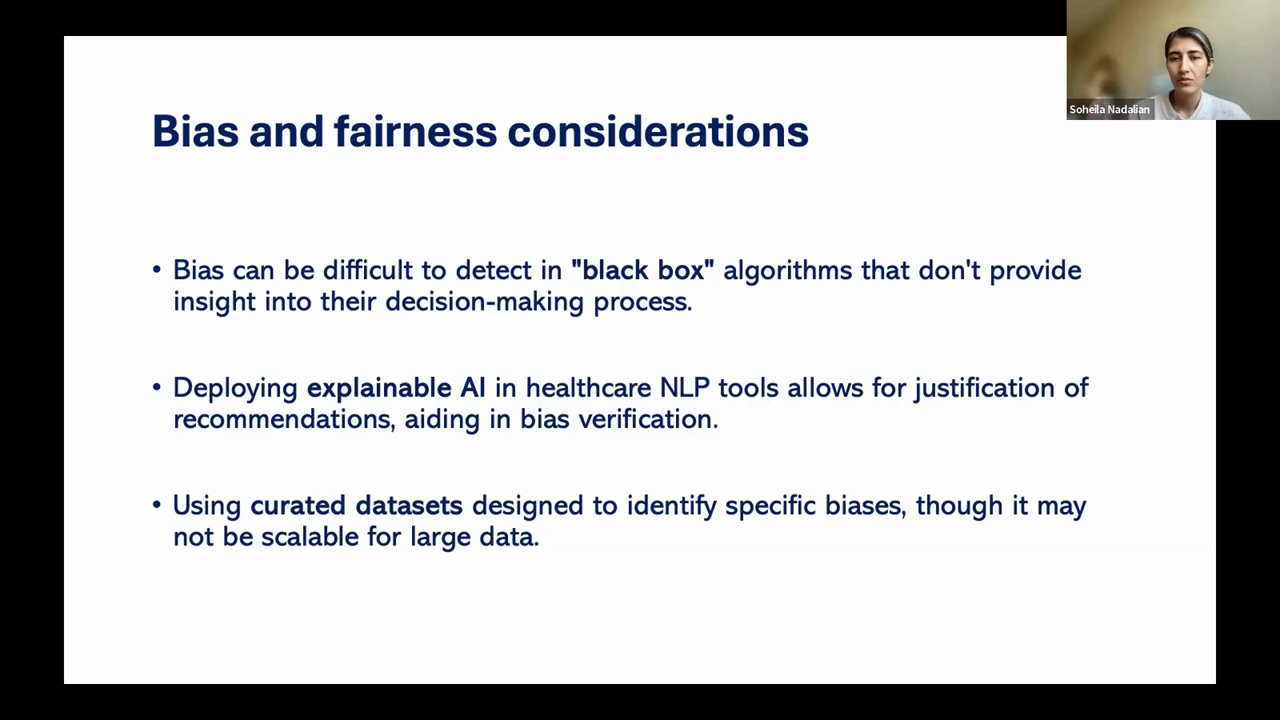 Bias and fairness considerations
Soheila Nadalian
• Bias can be difficult to detect in "black box" algorithms that don't provide
insight into their decision-making process.
• Deploying explainable AI in healthcare NLP tools allows for justification of
recommendations, aiding in bias verification.
• Using curated datasets designed to identify specific biases, though it may
not be scalable for large data.